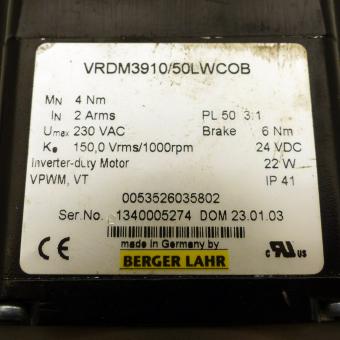 VRDM3910/50LWCOB
MN 4 Nm
IN 2 Arms PL 50 3:1
Umax 230 VAC Brake 6 Nm
Ke 150,0 Vrms/1000rpm 24 VDC
Inverter-duty Motor 22 W
VPWM, VT IP 41
0053526035802
Ser.No. 1340005274 DOM 23.01.03
CE made in Germany by c RU US
BERGER LAHR